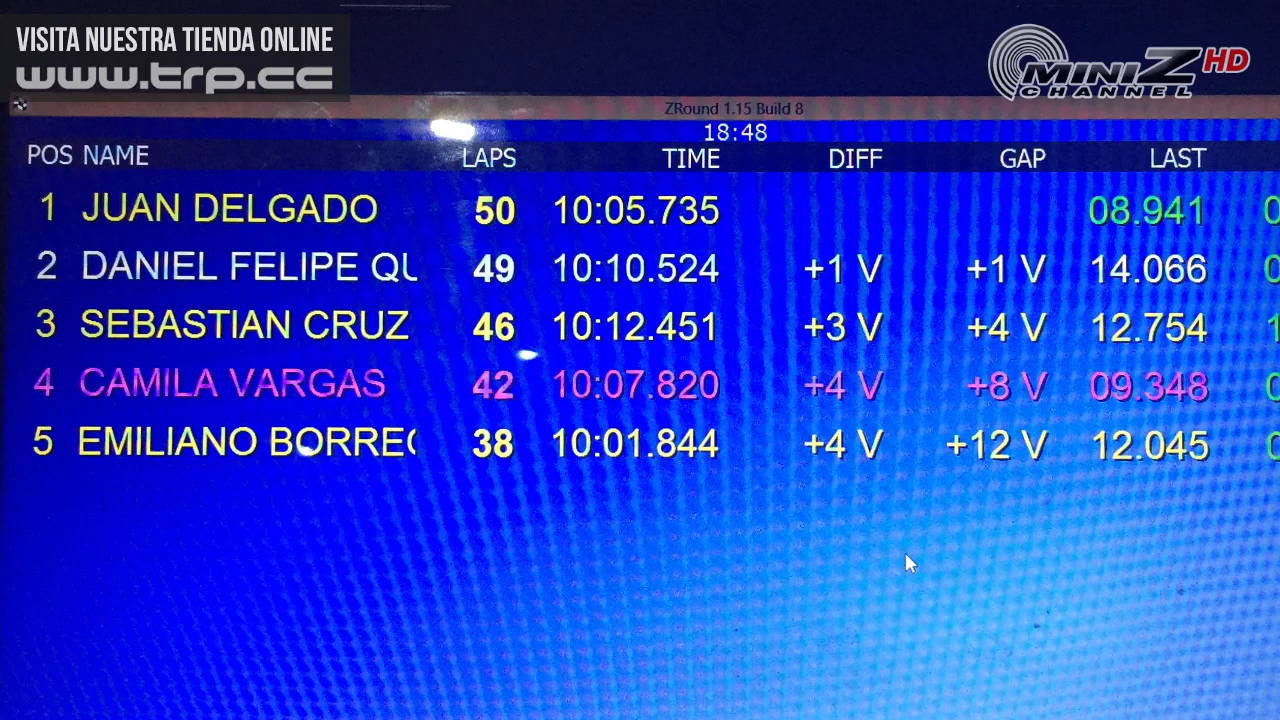 VISITA NUESTRA TIENDA ONLINE
www.trp.cc
MINI Z HD
CHANNEL
ZRound 1.15 Build 8
18:48
POS NAME LAPS TIME DIFF GAP LAST
1 JUAN DELGADO 50 10:05.735 08.941
2 DANIEL FELIPE 49 10:10.524 +1 V +1 V 14.066
3 SEBASTIAN CRUZ 46 10:12.451 +3 V +4 V 12.754
4 CAMILA VARGAS 42 10:07.820 +4 V +8 V 09.348
5 EMILIANO 38 10:01.844 +4 V +12 V 12.045